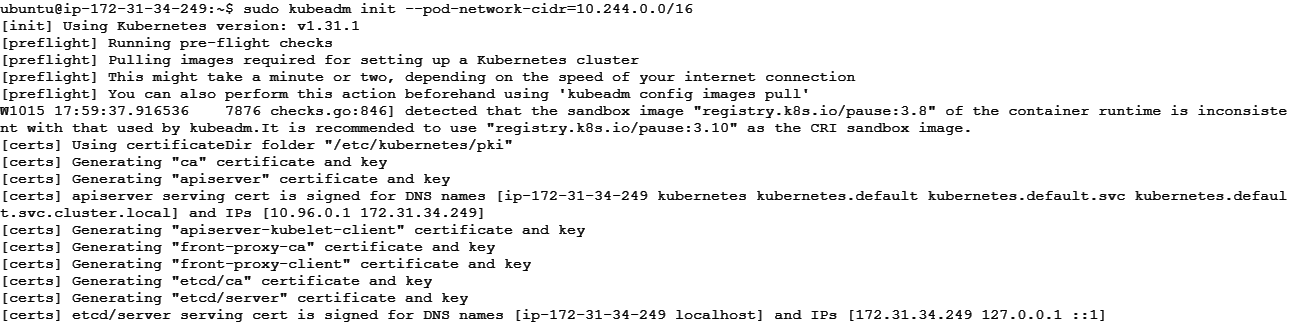 ubuntu@ip-172-31-34-249:~$ sudo kubeadm init --pod-network-cidr=10.244.0.0/16
[init] Using Kubernetes version: v1.31.1
[preflight] Running pre-flight checks
[preflight] Pulling images required for setting up a Kubernetes cluster
[preflight] This might take a minute or two, depending on the speed of your internet connection
[preflight] You can also perform this action beforehand using 'kubeadm config images pull'
W1015 17:59:37.916536    7876 checks.go:846] detected that the sandbox image "registry.k8s.io/pause:3.8" of the container runtime is inconsiste
nt with that used by kubeadm.It is recommended to use "registry.k8s.io/pause:3.10" as the CRI sandbox image.
[certs] Using certificateDir folder "/etc/kubernetes/pki"
[certs] Generating "ca" certificate and key
[certs] Generating "apiserver" certificate and key
[certs] apiserver serving cert is signed for DNS names [ip-172-31-34-249 kubernetes kubernetes.default kubernetes.default.svc kubernetes.defaul
t.svc.cluster.local] and IPs [10.96.0.1 172.31.34.249]
[certs] Generating "apiserver-kubelet-client" certificate and key
[certs] Generating "front-proxy-ca" certificate and key
[certs] Generating "front-proxy-client" certificate and key
[certs] Generating "etcd/ca" certificate and key
[certs] Generating "etcd/server" certificate and key
[certs] etcd/server serving cert is signed for DNS names [ip-172-31-34-249 localhost] and IPs [172.31.34.249 127.0.0.1 ::1]